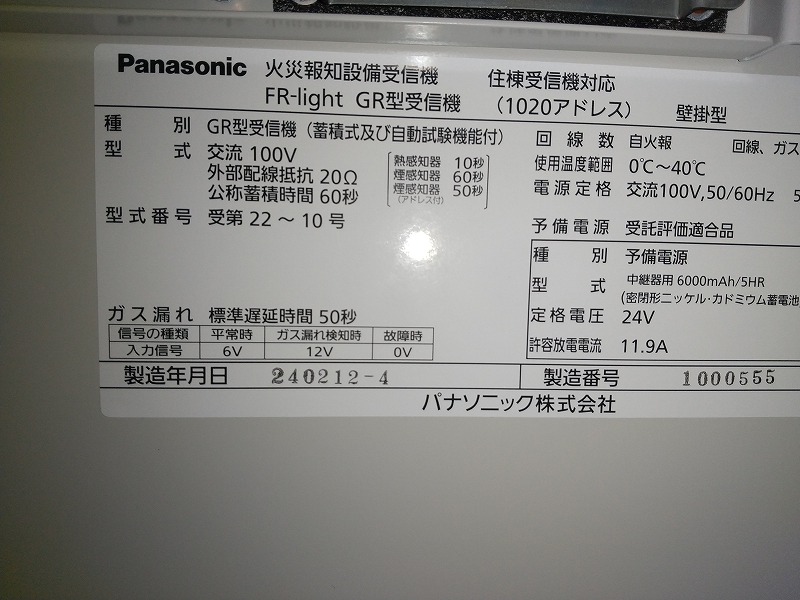 Panasonic 火災報知設備受信機 住棟受信機対応
FR-light GR型受信機 (1020アドレス) 壁掛型
種別 GR型受信機 (蓄積式及び自動試験機能付)
型式 交流 100V
外部配線抵抗 20Ω
公称蓄積時間 60秒
熱感知器 10秒
煙感知器 60秒
煙感知器 50秒
(アドレス付)
型式番号 受第 22 ~ 10 号
ガス漏れ 標準遅延時間 50秒
信号の種類 平常時 ガス漏れ検知時 故障時
入力信号 6V 12V 0V
回線数 自火報 回線、ガス
使用温度範囲 0℃~40℃
電源定格 交流100V,50/60Hz 5
予備電源 受託評価適合品
種別 予備電源
型式 中継器用 6000mAh/5HR
(密閉形ニッケル・カドミウム蓄電池
定格電圧 24V
許容放電電流 11.9A
製造年月日 240212-4 製造番号 1000555
パナソニック株式会社